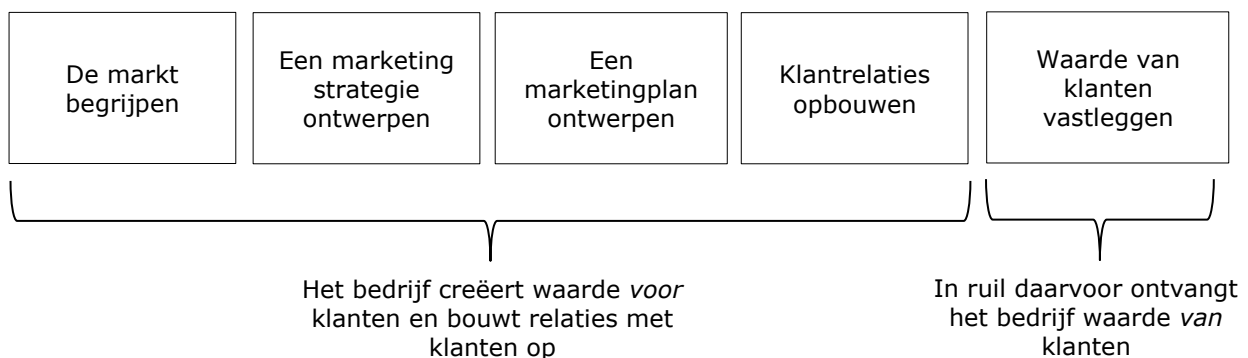 De markt
begrijpen
Een marketing
strategie
ontwerpen
Een
marketingplan
ontwerpen
Klantrelaties
opbouwen
Waarde van
klanten
vastleggen
Het bedrijf creëert waarde voor
klanten en bouwt relaties met
klanten op
In ruil daarvoor ontvangt
het bedrijf waarde van
klanten